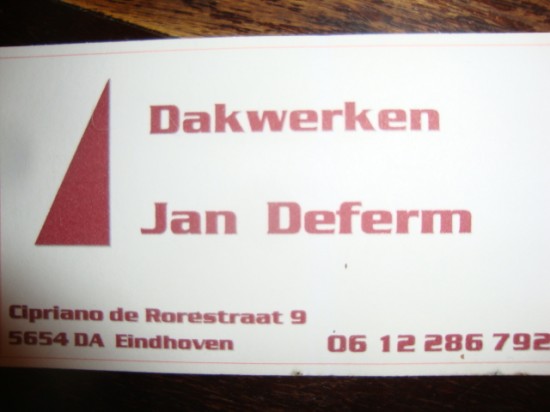 Dakwerken
Jan Deferm
Cipriano de Rorestraat 9
5654 DA Eindhoven
06 12 286 792